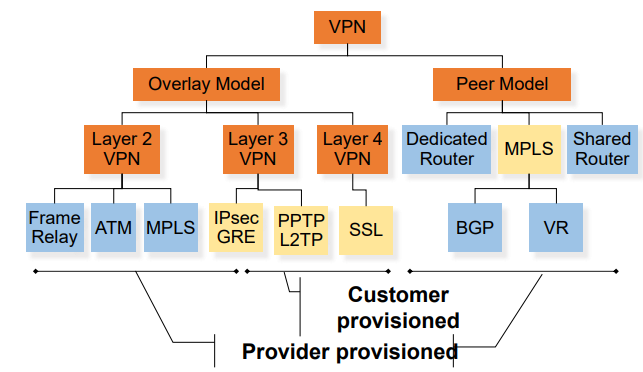 VPN
Overlay Model
Peer Model
Layer 2
VPN
Layer 3
VPN
Layer 4
VPN
Dedicated
Router
MPLS
Shared
Router
Frame
Relay
ATM
MPLS
IPsec
GRE
PPTP
L2TP
SSL
BGP
VR
Customer
provisioned
Provider provisioned